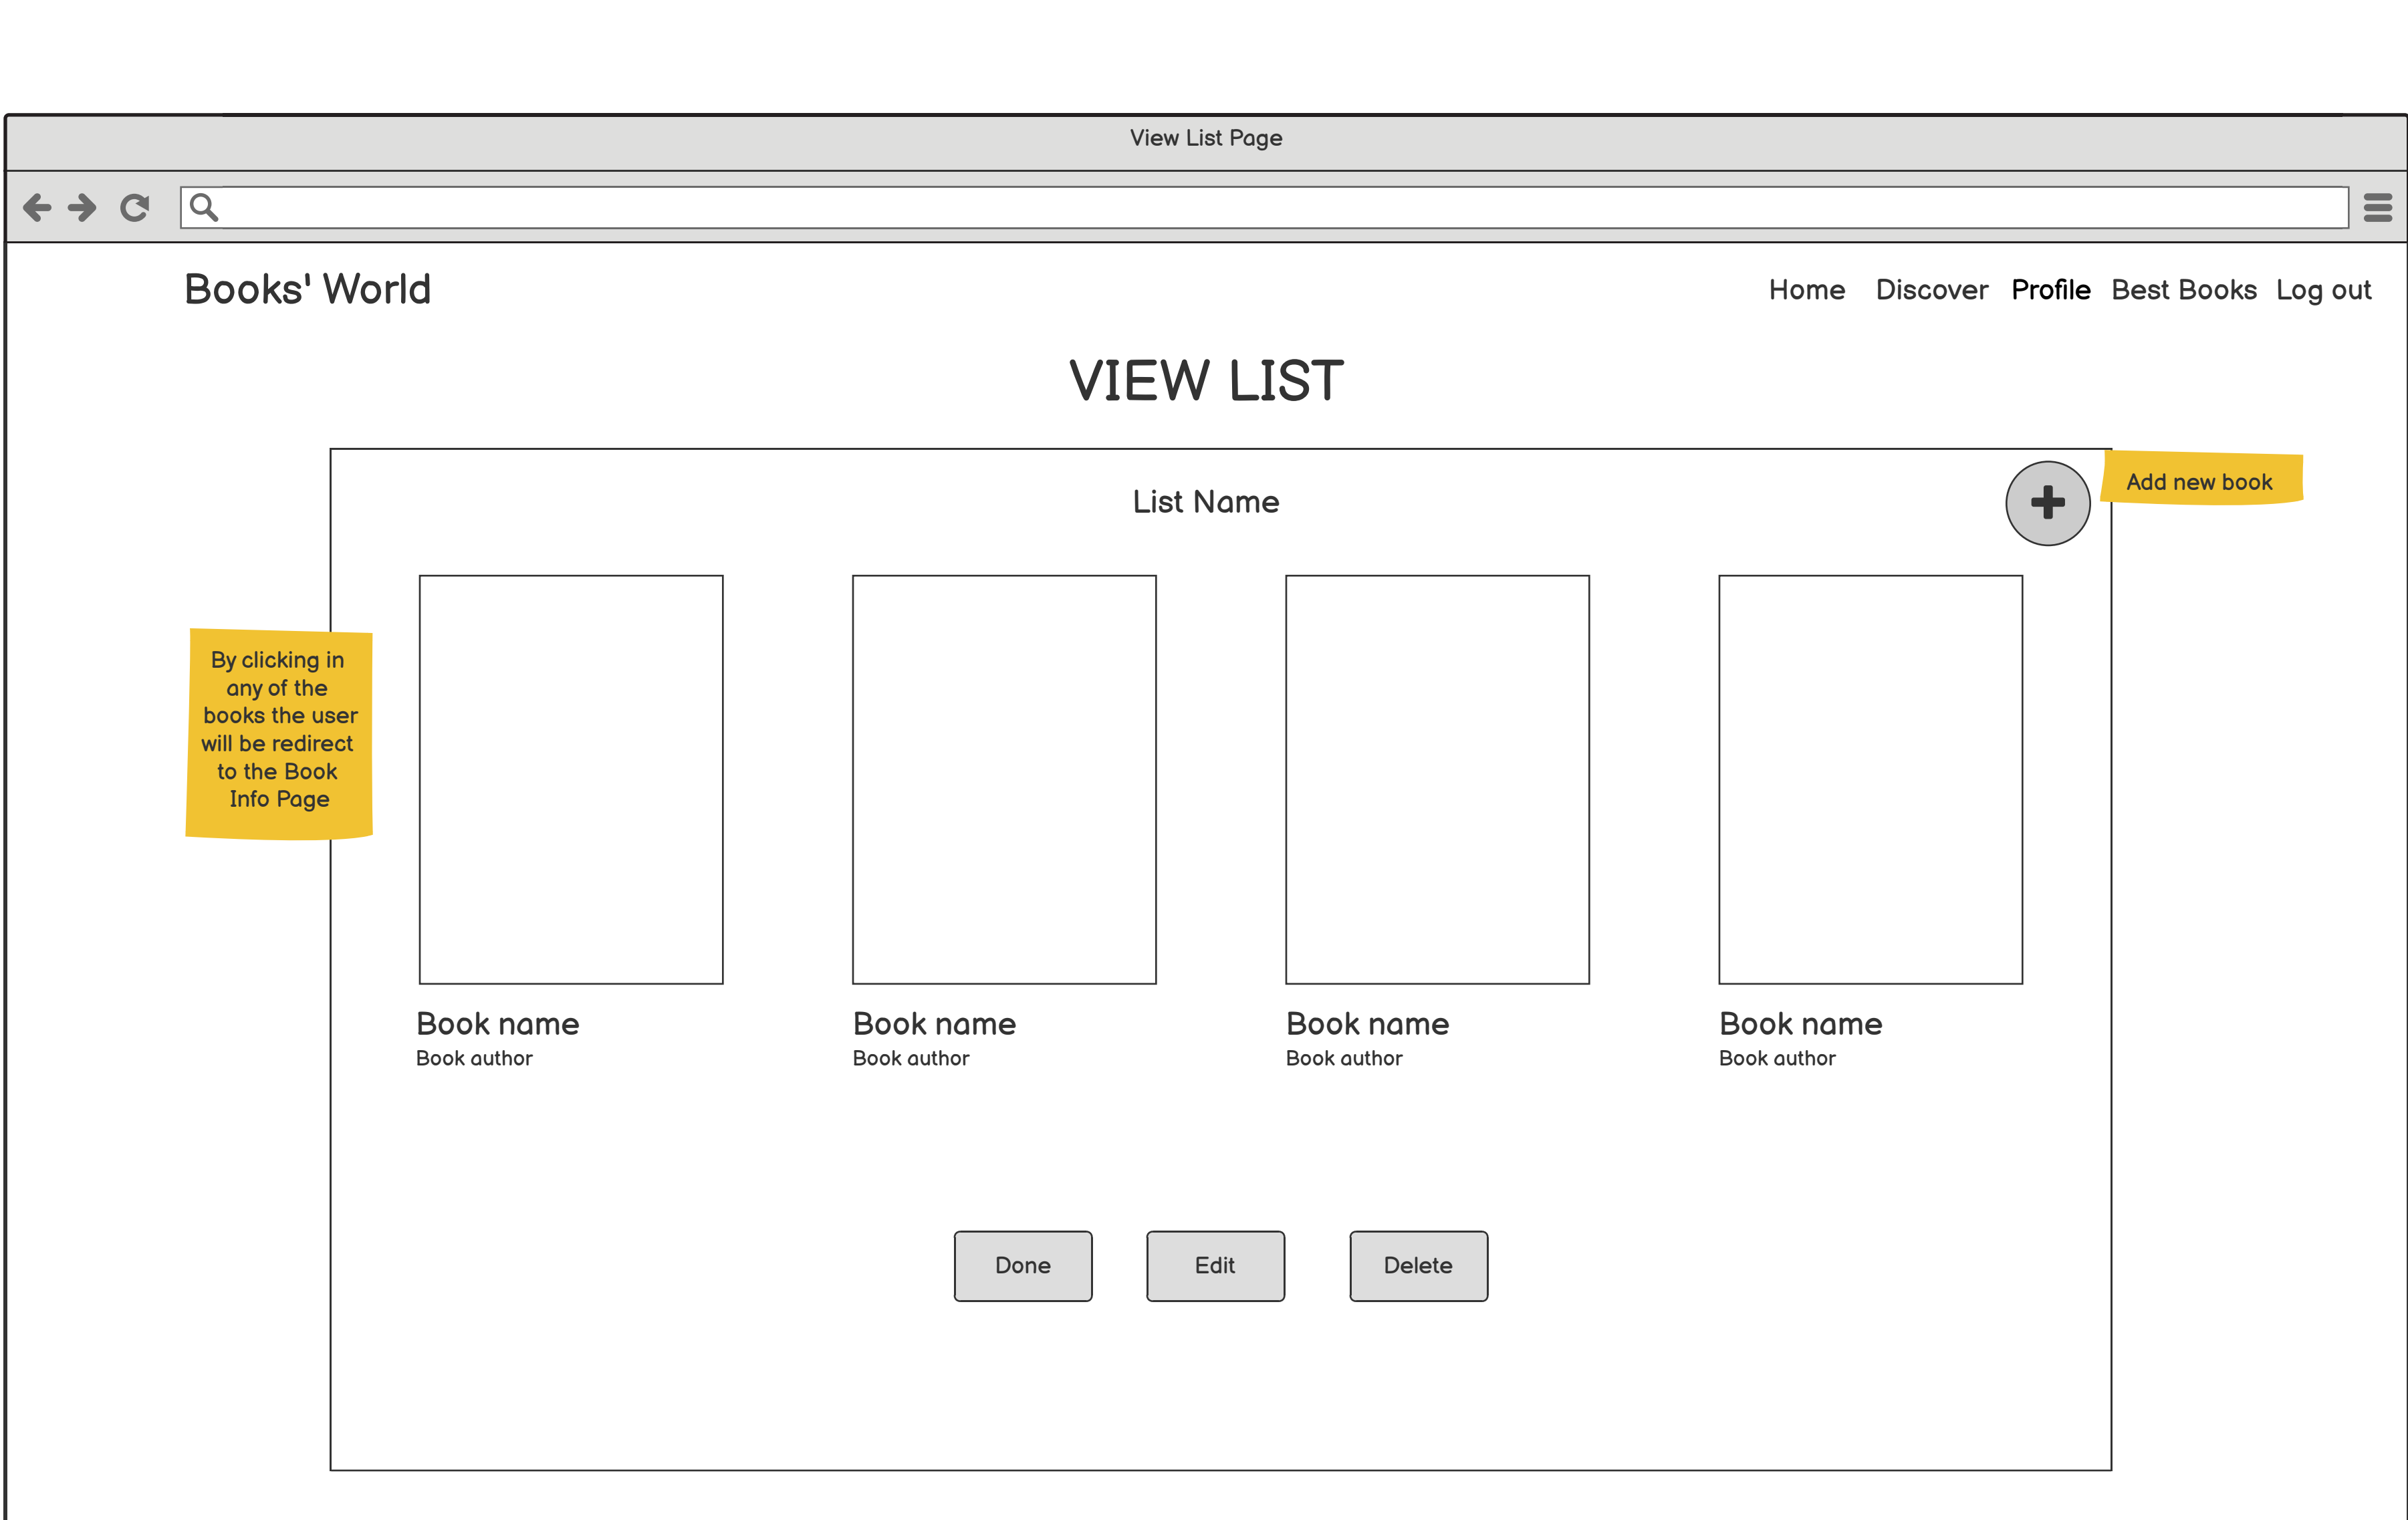 View List Page
Books' World
Home Discover Profile Best Books Log out
VIEW LIST
List Name
Add new book
By clicking in
any of the
books the user
will be redirect
to the Book
Info Page
Book name Book name Book name Book name
Book author Book author Book author Book author
Done Edit Delete